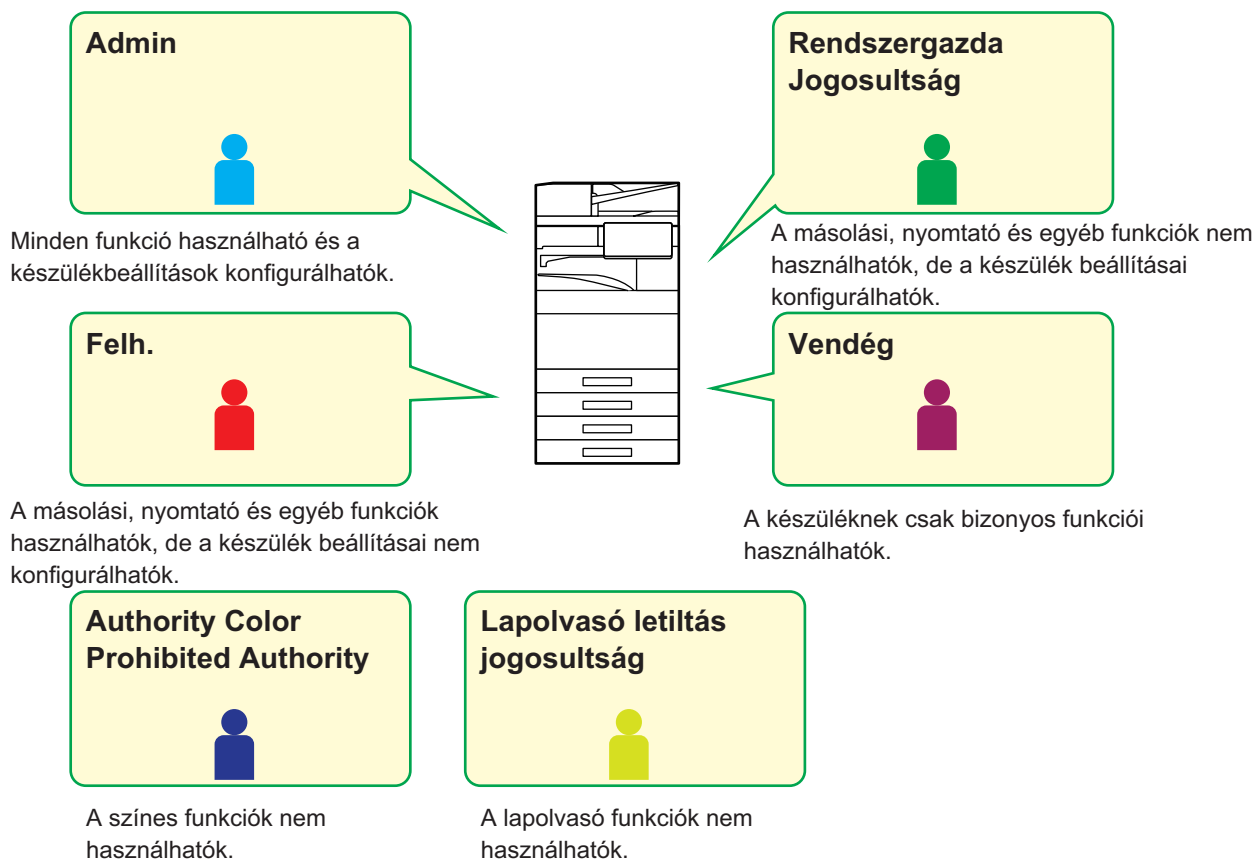 Admin
Minden funkció használható és a
készülékbeállítások konfigurálhatók.
Rendszergazda
Jogosultság
A másolási, nyomtató és egyéb funkciók nem
használhatók, de a készülék beállításai
konfigurálhatók.
Felh.
A másolási, nyomtató és egyéb funkciók
használhatók, de a készülék beállításai nem
konfigurálhatók.
Vendég
A készüléknek csak bizonyos funkciói
használhatók.
Authority Color
Prohibited Authority
A színes funkciók nem
használhatók.
Lapolvasó letiltás
jogosultság
A lapolvasó funkciók nem
használhatók.